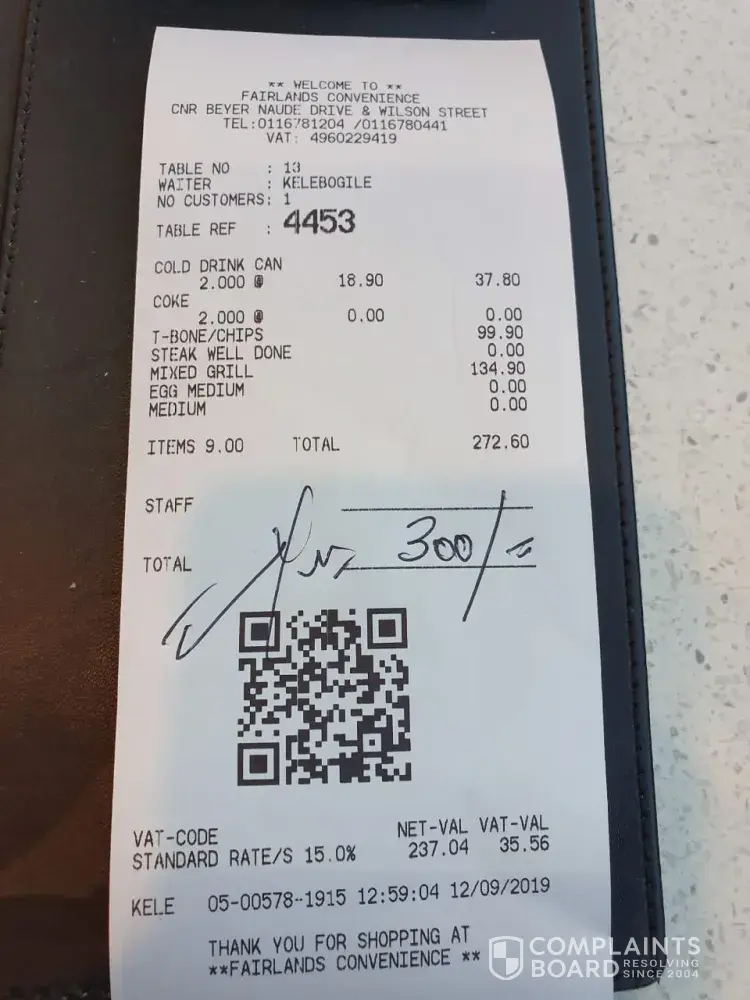 ** WELCOME TO **
FAIRLANDS CONVENIENCE
CNR BEYER NAUDE DRIVE & WILSON STREET
TEL:0116781204 /0116780441
VAT: 4960229419
TABLE NO : 13
WAITER : KELEBOGILE
NO CUSTOMERS: 1
TABLE REF : 4453
COLD DRINK CAN
2.000 @ 18.90 37.80
COKE
2.000 @ 0.00 0.00
T-BONE/CHIPS 99.90
STEAK WELL DONE 0.00
MIXED GRILL 134.90
EGG MEDIUM 0.00
MEDIUM 0.00
ITEMS 9.00 TOTAL 272.60
STAFF
TOTAL 300/
VAT-CODE NET-VAL VAT-VAL
STANDARD RATE/S 15.0% 237.04 35.56
KELE 05-00578-1915 12:59:04 12/09/2019
THANK YOU FOR SHOPPING AT
**FAIRLANDS CONVENIENCE **
COMPLAINTS
BOARD RESOLVING
SINCE 2004